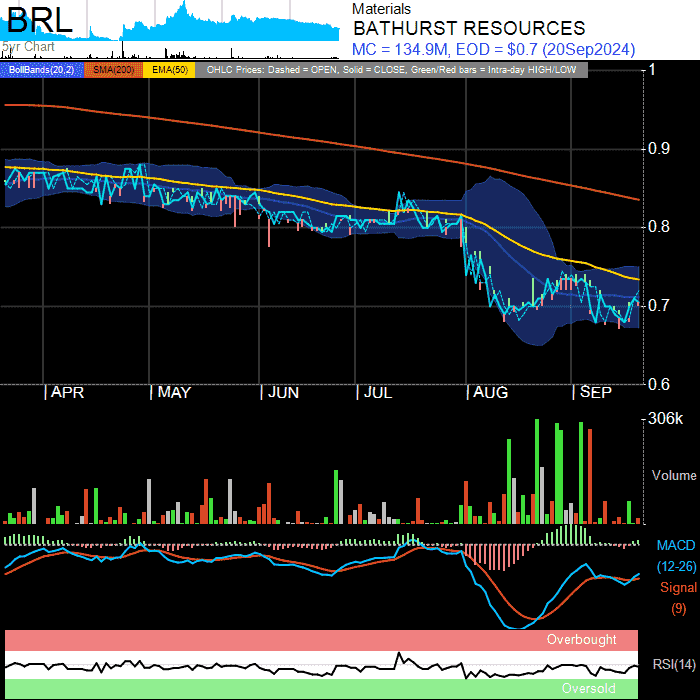 BRL
5yr Chart
Materials
BATHURST RESOURCES
MC = 134.9M, EOD = $0.7 (20Sep2024)
BollBands(20,2) SMA(200) EMA(50) OHLC Prices: Dashed = OPEN, Solid = CLOSE, Green/Red bars = Intra-day HIGH/LOW
1
0.9
0.8
0.7
0.6
| APR | MAY | JUN | JUL | AUG | SEP
306k
Volume
MACD
(12-26)
Signal
(9)
Overbought
RSI(14)
Oversold